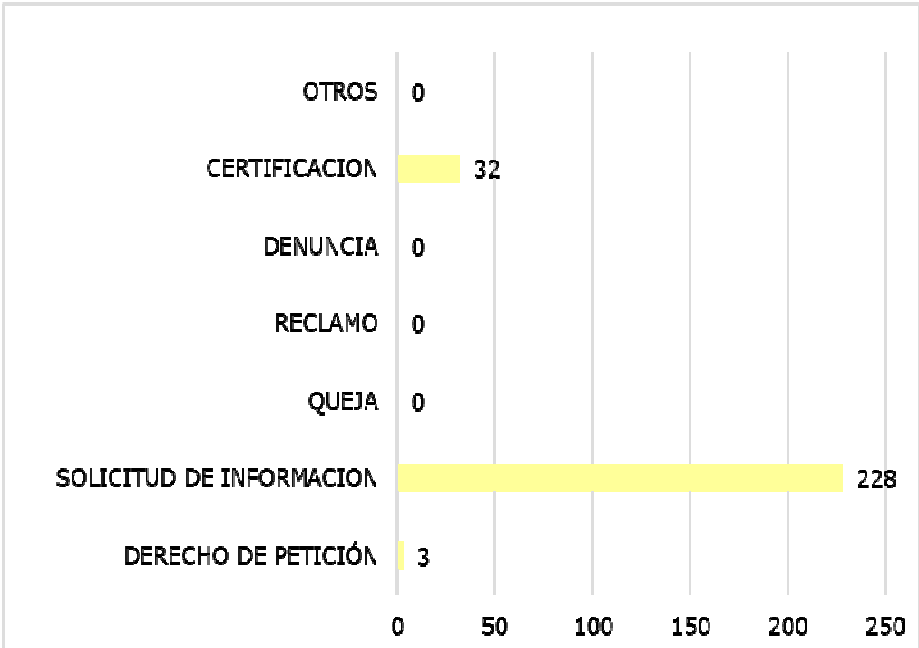 OTROS 0
CERTIFICACION 32
DENUNCIA 0
RECLAMO 0
QUEJA 0
SOLICITUD DE INFORMACION 228
DERECHO DE PETICIÓN 3
0 50 100 150 200 250